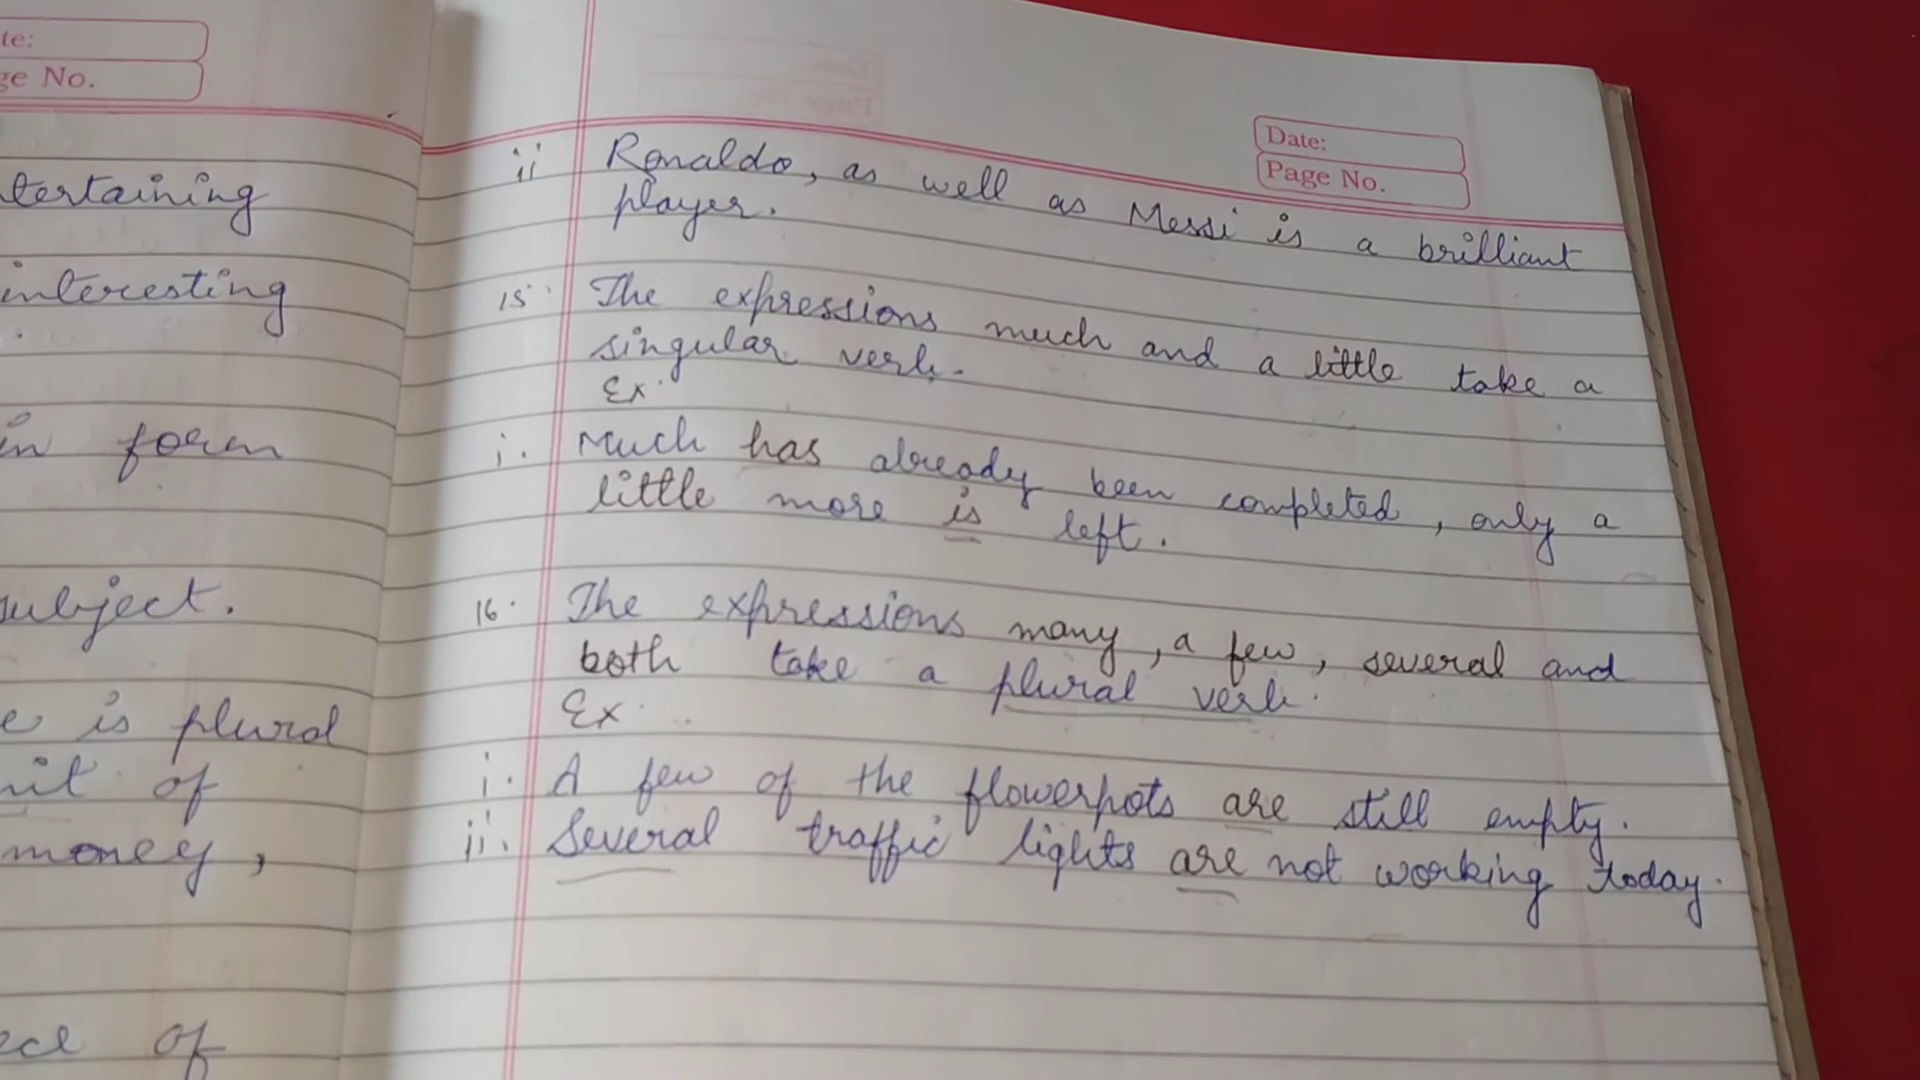 te:
ge No.
tertaining
interesting
in form
subject.
e is plural
nit of
money,
ece of
Date:
Page No.
ii Ronaldo, as well as Messi is a brilliant
player.
15. The expressions much and a little take a
singular verb.
Ex.
i. Much has already been completed, only a
little more is left.
16. The expressions many, a few, several and
both take a plural verb.
Ex.
i. A few of the flowerpots are still empty.
ii. Several traffic lights are not working today.